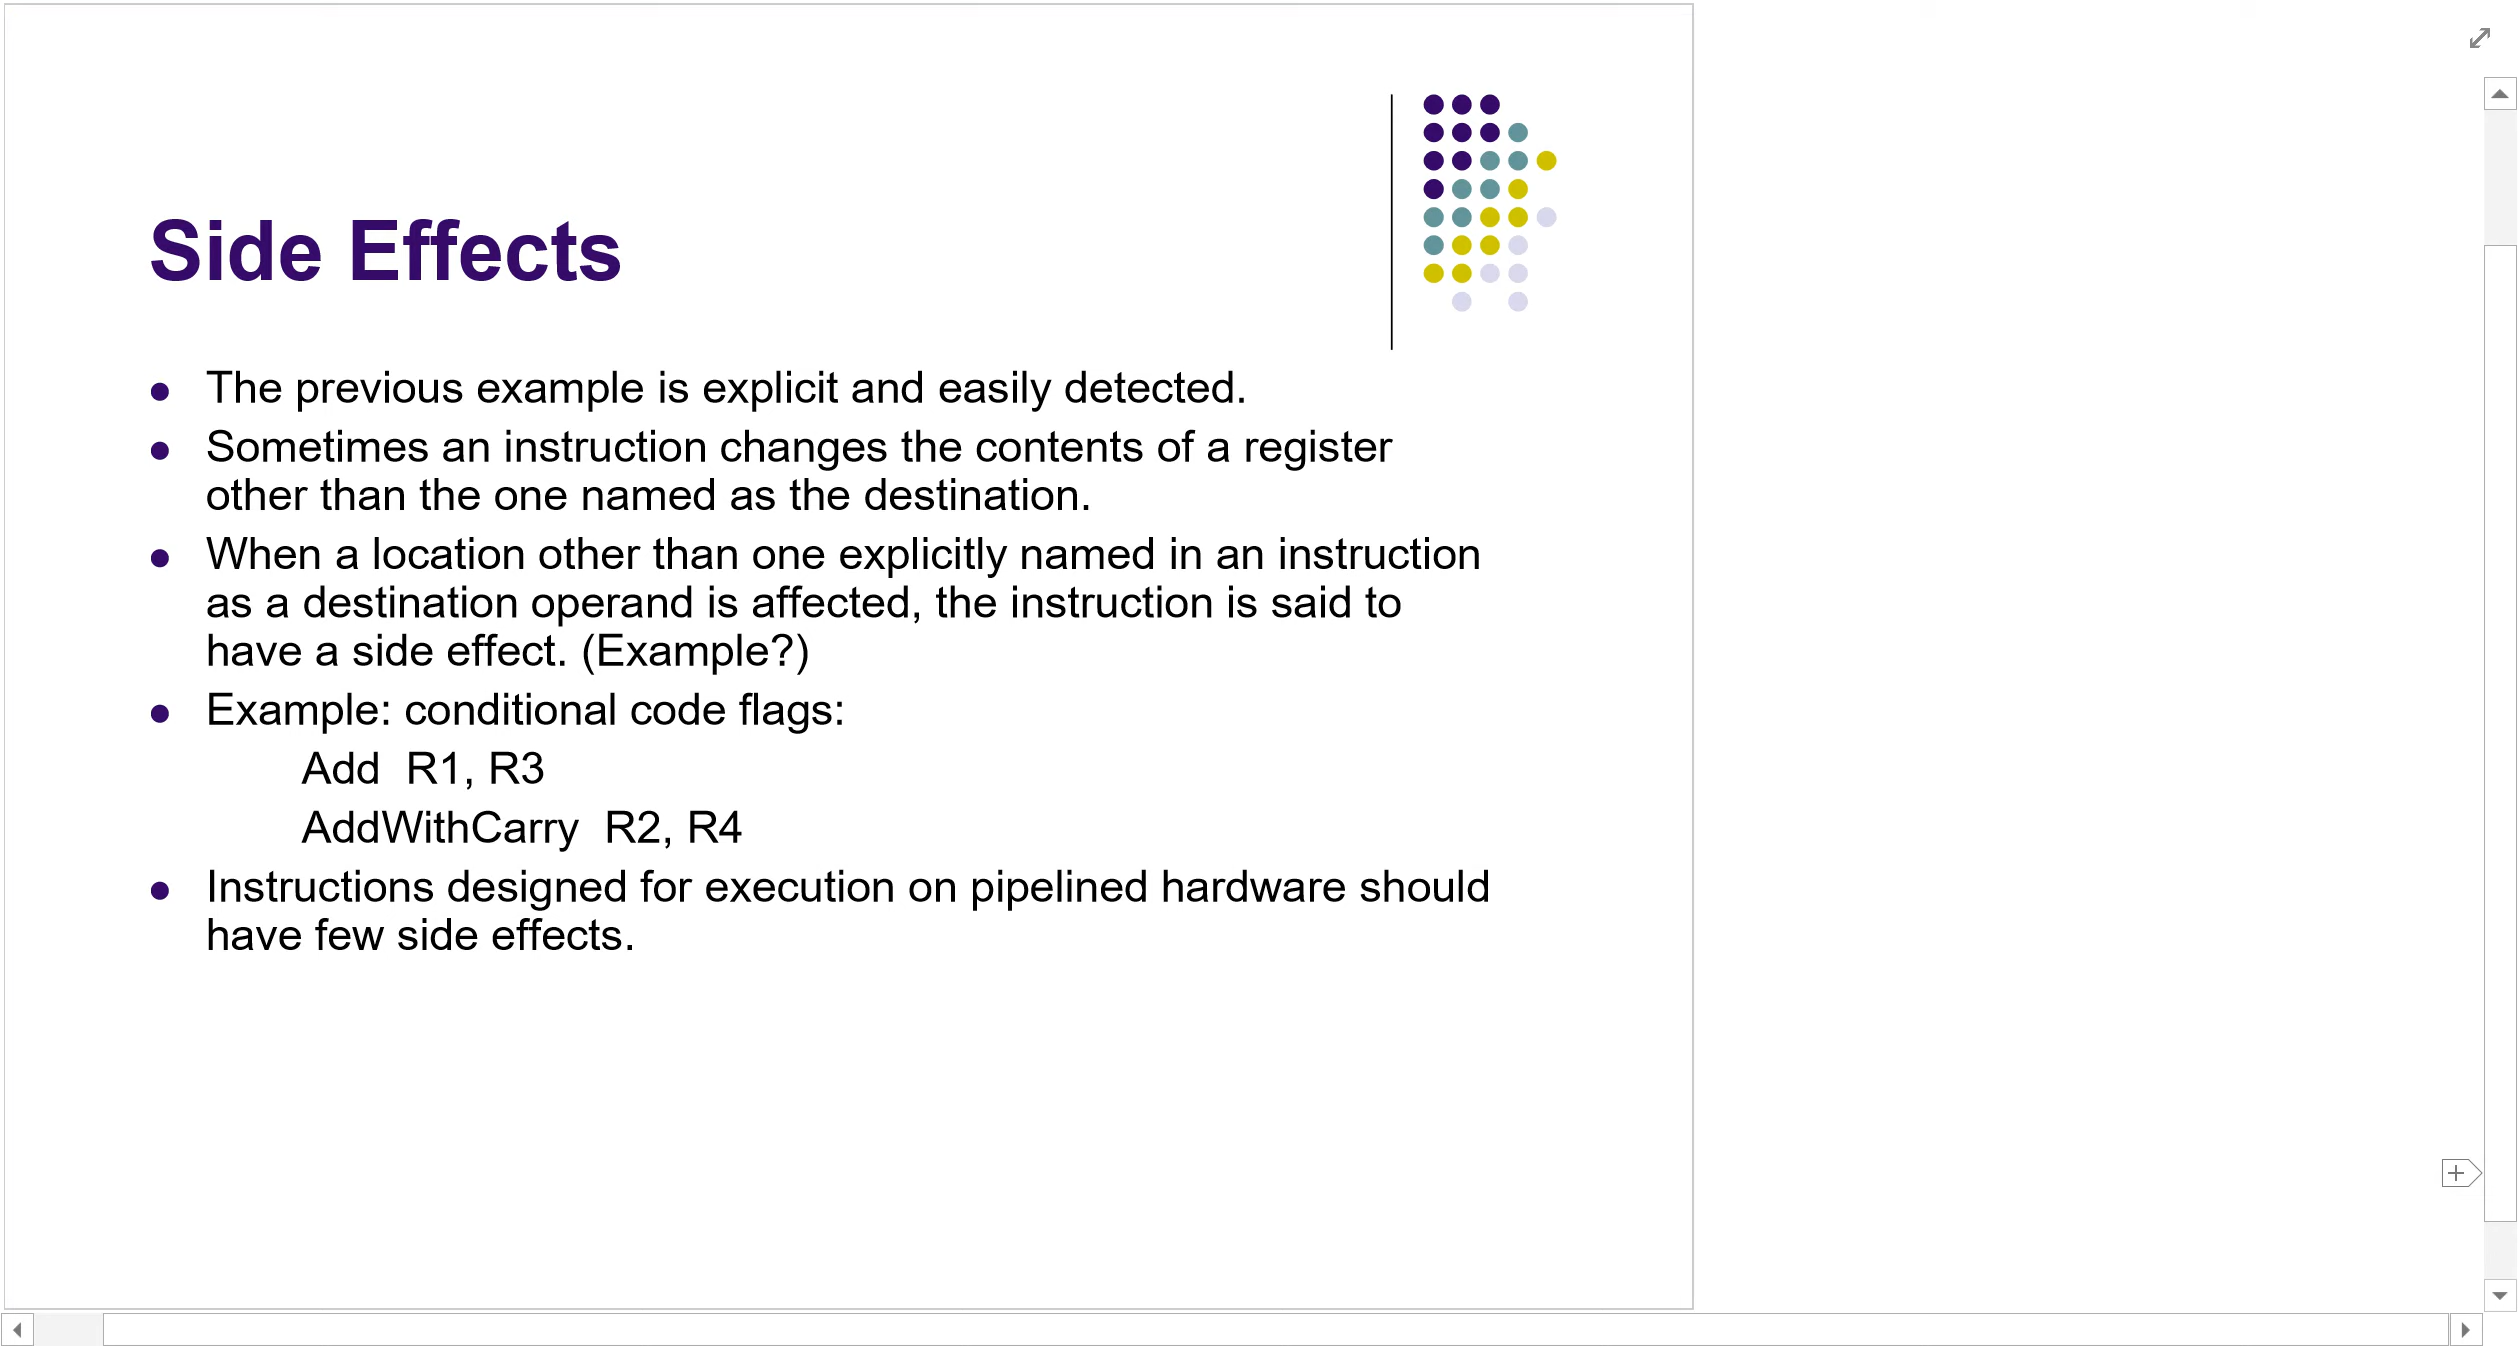 Side Effects
The previous example is explicit and easily detected.
Sometimes an instruction changes the contents of a register
other than the one named as the destination.
When a location other than one explicitly named in an instruction
as a destination operand is affected, the instruction is said to
have a side effect. (Example?)
Example: conditional code flags:
Add R1, R3
AddWithCarry R2, R4
Instructions designed for execution on pipelined hardware should
have few side effects.